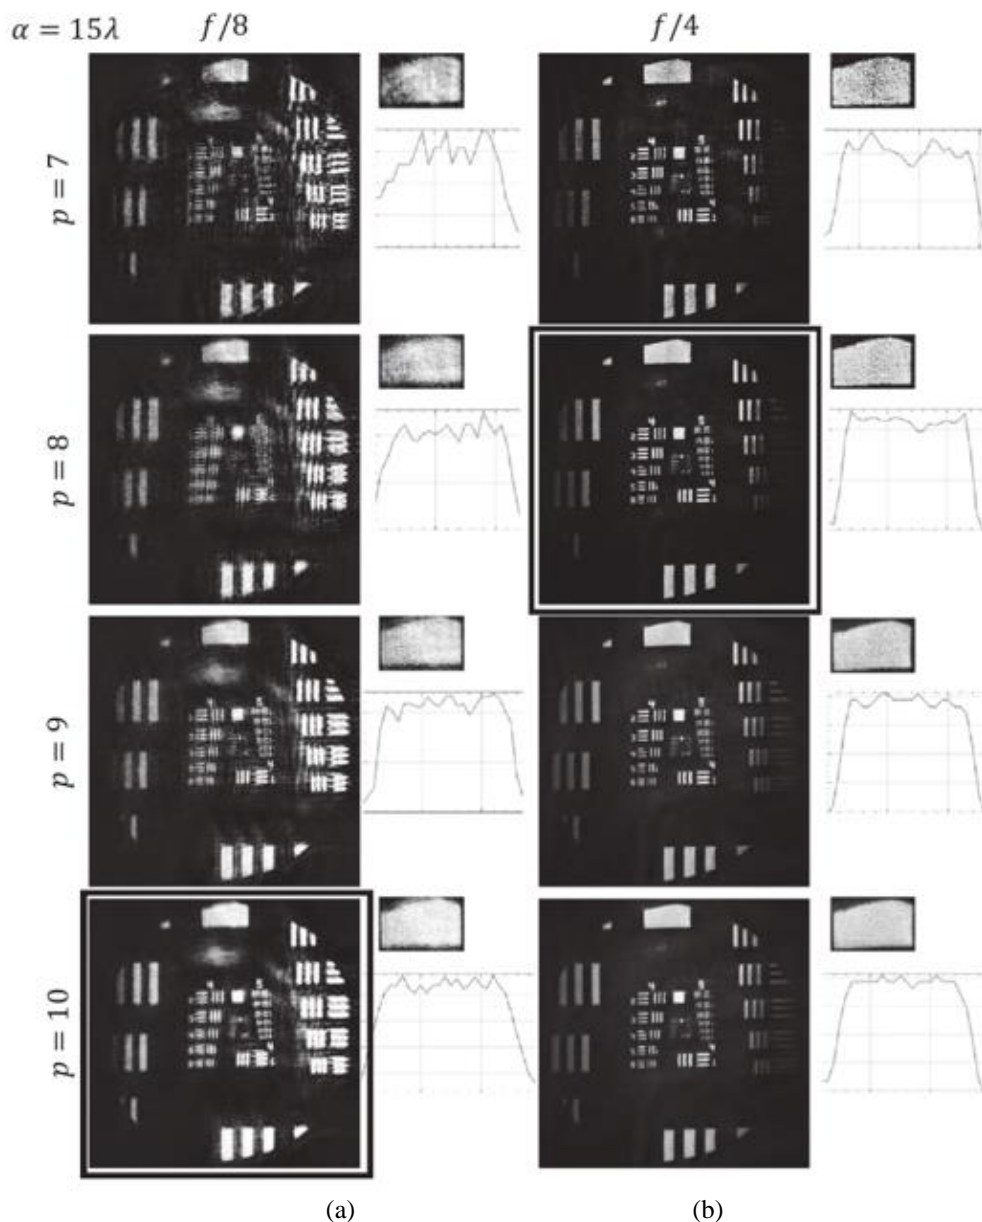 α = 15λ f/8 f/4
p = 7
p = 8
p = 9
p = 10
(a) (b)